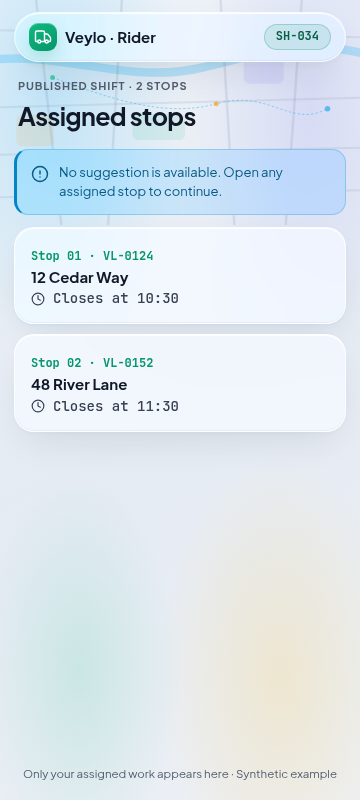 Veylo · Rider
SH-034
PUBLISHED SHIFT · 2 STOPS
Assigned stops
No suggestion is available. Open any
assigned stop to continue.
Stop 01 · VL-0124
12 Cedar Way
Closes at 10:30
Stop 02 · VL-0152
48 River Lane
Closes at 11:30
Only your assigned work appears here · Synthetic example